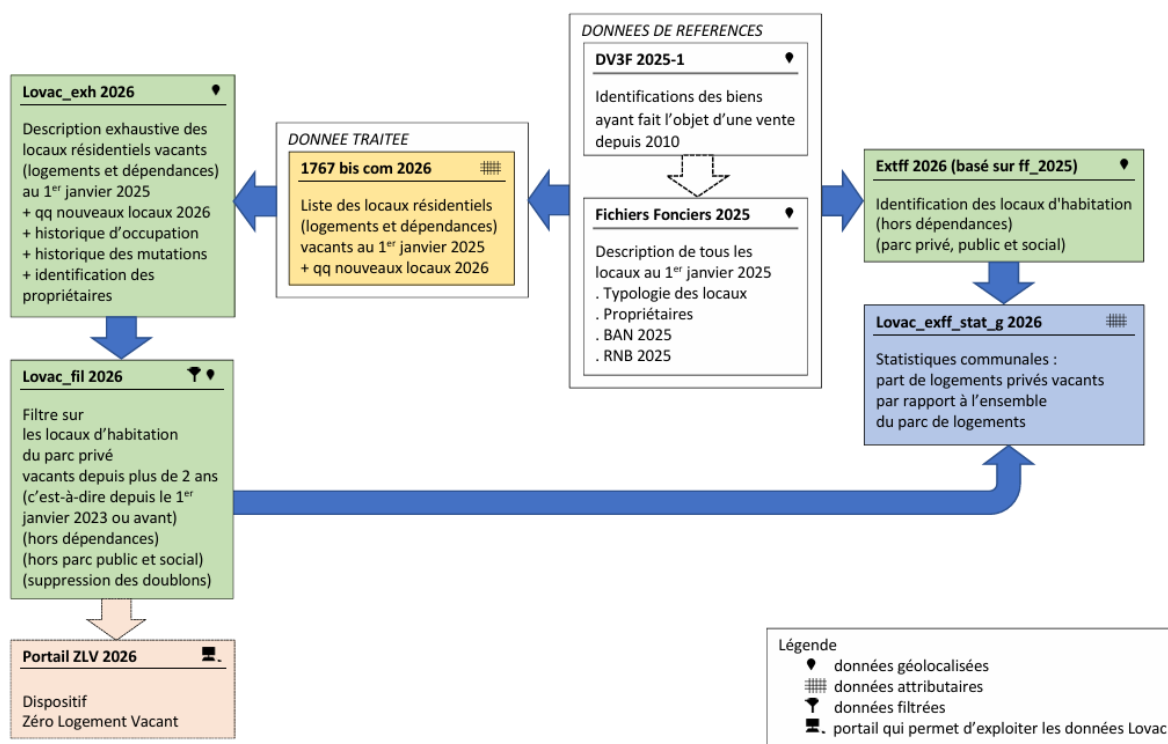 DONNEES DE REFERENCES
DV3F 2025-1
Identifications des biens
ayant fait l'objet d'une vente
depuis 2010
Fichiers Fonciers 2025
Description de tous les
locaux au 1er janvier 2025
. Typologie des locaux
. Propriétaires
. BAN 2025
. RNB 2025
DONNEE TRAITEE
1767 bis com 2026
Liste des locaux résidentiels
(logements et dépendances)
vacants au 1er janvier 2025
+ qq nouveaux locaux 2026
Lovac_exh 2026
Description exhaustive des
locaux résidentiels vacants
(logements et dépendances)
au 1er janvier 2025
+ qq nouveaux locaux 2026
+ historique d'occupation
+ historique des mutations
+ identification des
propriétaires
Lovac_fil 2026
Filtre sur
les locaux d'habitation
du parc privé
vacants depuis plus de 2 ans
(c'est-à-dire depuis le 1er
janvier 2023 ou avant)
(hors dépendances)
(hors parc public et social)
(suppression des doublons)
Portail ZLV 2026
Dispositif
Zéro Logement Vacant
Extff 2026 (basé sur ff_2025)
Identification des locaux d'habitation
(hors dépendances)
(parc privé, public et social)
Lovac_exff_stat_g 2026
Statistiques communales :
part de logements privés vacants
par rapport à l'ensemble
du parc de logements
Légende
données géolocalisées
données attributaires
données filtrées
portail qui permet d'exploiter les données Lovac